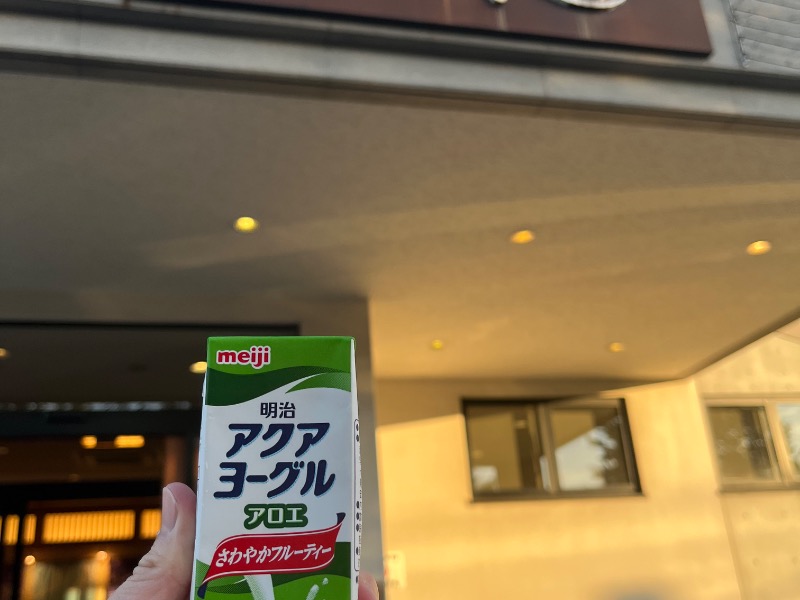 meiji
明治
アクア
ヨーグル
アロエ
さわやかフルーティー